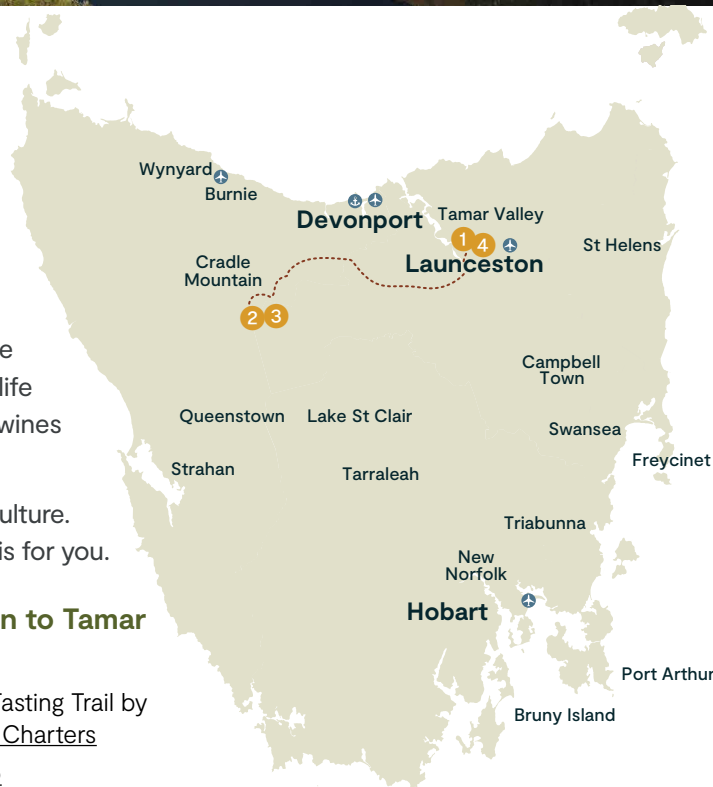 Wynyard
Burnie
Devonport
Tamar Valley
1
4
St Helens
Launceston
Cradle
Mountain
2
3
life
wines
Campbell
Town
Queenstown
Lake St Clair
Swansea
Strahan
Tarraleah
Freycinet
ulture.
is for you.
Triabunna
New
Norfolk
Hobart
n to Tamar
Port Arthur
asting Trail by
Charters
Bruny Island